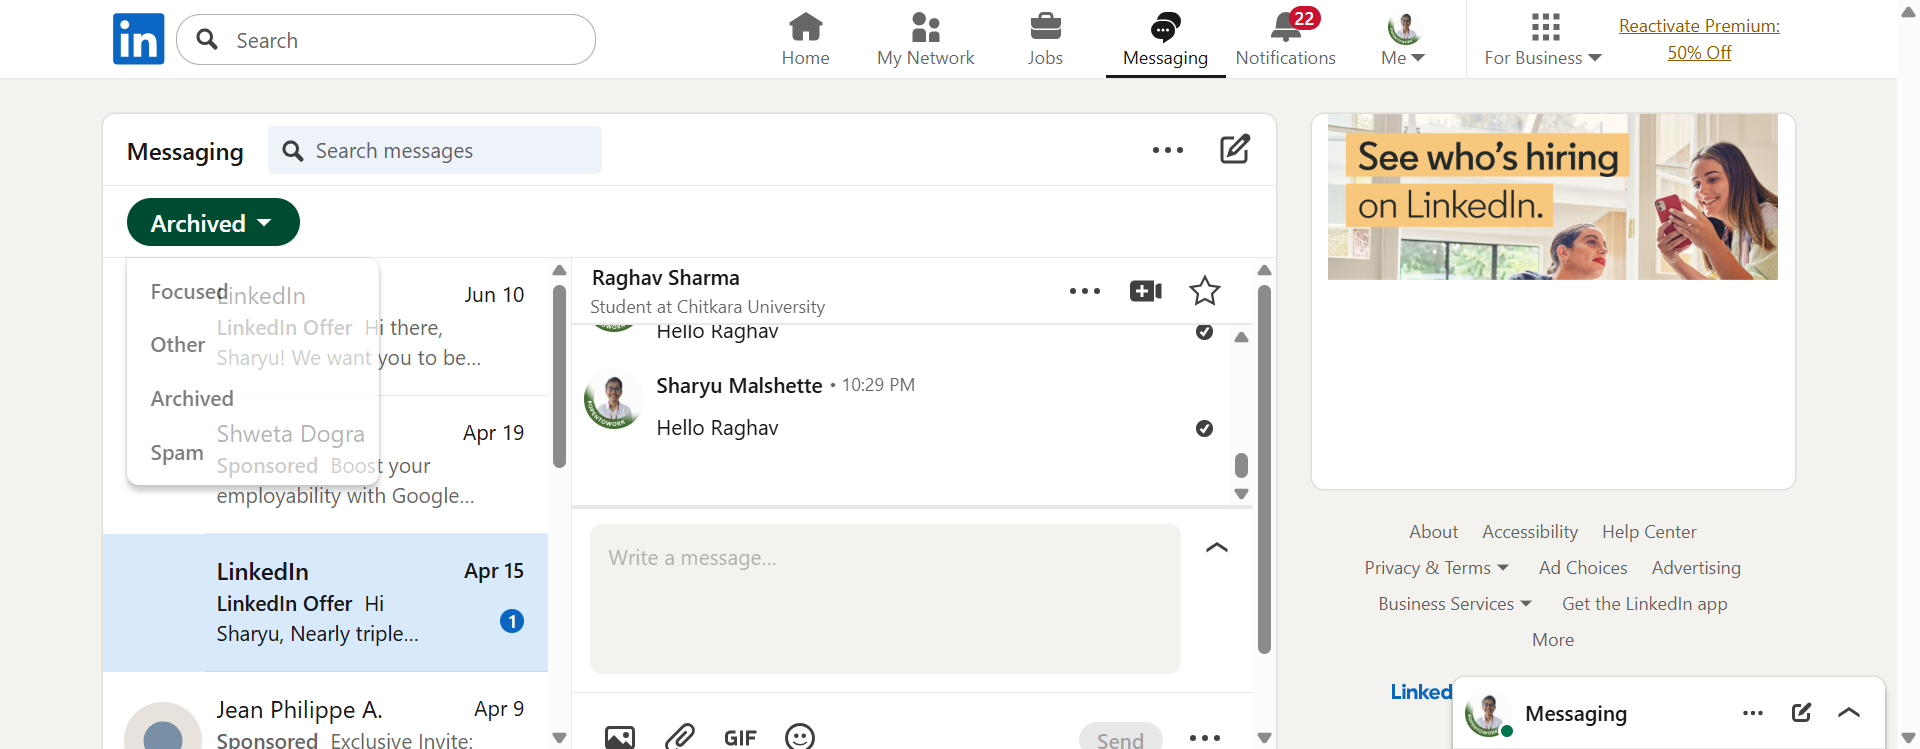 in
Search
Home
My Network
Jobs
Messaging
22
Notifications
Me
For Business
Reactivate Premium:
50% Off
Messaging
Search messages
Archived
Focused
Other
Archived
Spam
LinkedIn
Jun 10
LinkedIn Offer Hi there,
Sharyu! We want you to be...
Shweta Dogra
Apr 19
Sponsored Boost your
employability with Google...
LinkedIn
Apr 15
LinkedIn Offer Hi
Sharyu, Nearly triple...
1
Jean Philippe A.
Apr 9
Sponsored Exclusive Invite:
Raghav Sharma
Student at Chitkara University
Hello Raghav
Sharyu Malshette • 10:29 PM
Hello Raghav
#OPENTOWORK
Write a message...
GIF
Send
See who's hiring
on LinkedIn.
About Accessibility Help Center
Privacy & Terms Ad Choices Advertising
Business Services Get the LinkedIn app
More
Linked
Messaging